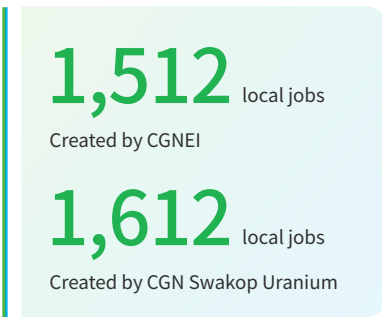 1,512 local jobs
Created by CGNEI
1,612 local jobs
Created by CGN Swakop Uranium